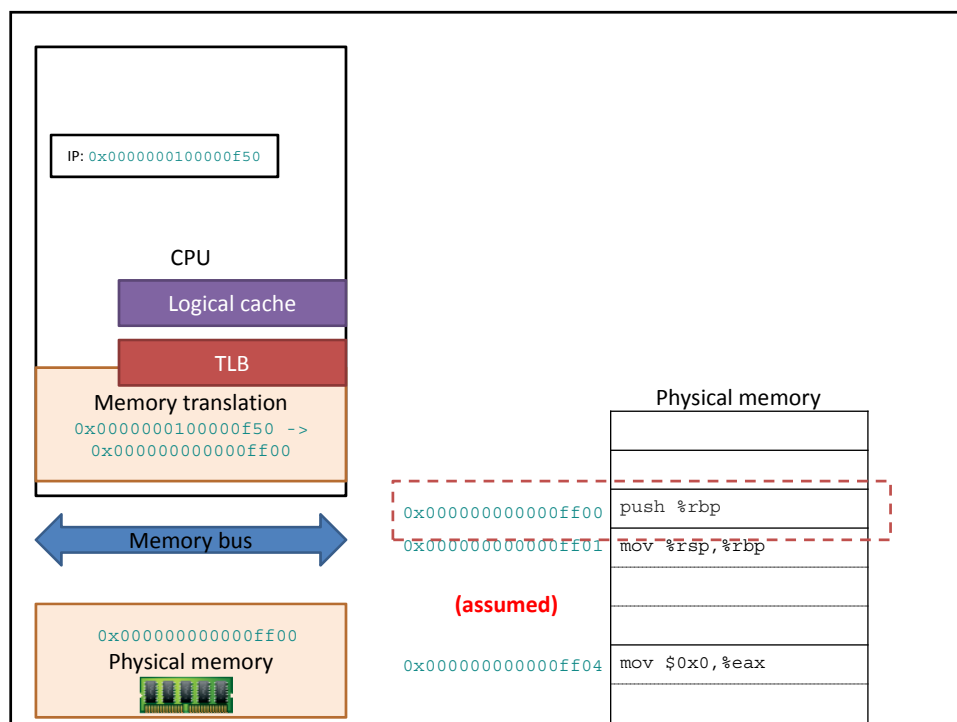 IP: 0x0000000100000f50
CPU
Logical cache
TLB
Memory translation
0x0000000100000f50 ->
0x000000000000ff00
Memory bus
0x000000000000ff00
Physical memory
Physical memory
0x000000000000ff00 push %rbp
0x000000000000ff01 mov %rsp,%rbp
(assumed)
0x000000000000ff04 mov $0x0,%eax